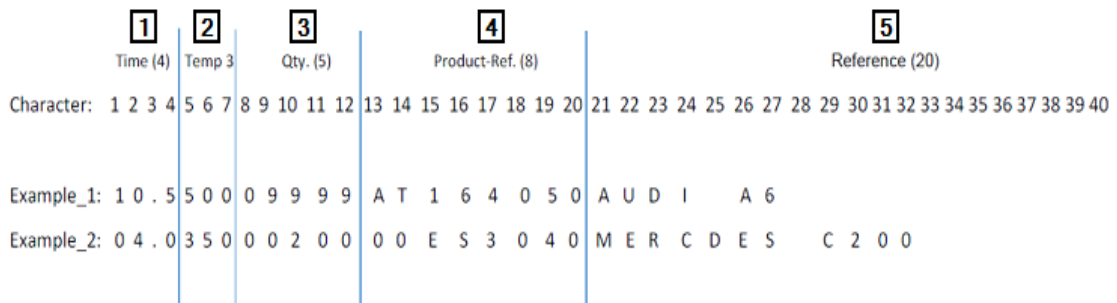 1 2 3 4 5
Time (4) Temp 3 Qty. (5) Product-Ref. (8) Reference (20)
Character: 1 2 3 4 5 6 7 8 9 10 11 12 13 14 15 16 17 18 19 20 21 22 23 24 25 26 27 28 29 30 31 32 33 34 35 36 37 38 39 40
Example_1: 1 0 . 5 5 0 0 0 9 9 9 9 A T 1 6 4 0 5 0 A U D I A 6
Example_2: 0 4 . 0 3 5 0 0 0 2 0 0 0 0 E S 3 0 4 0 M E R C D E S C 2 0 0